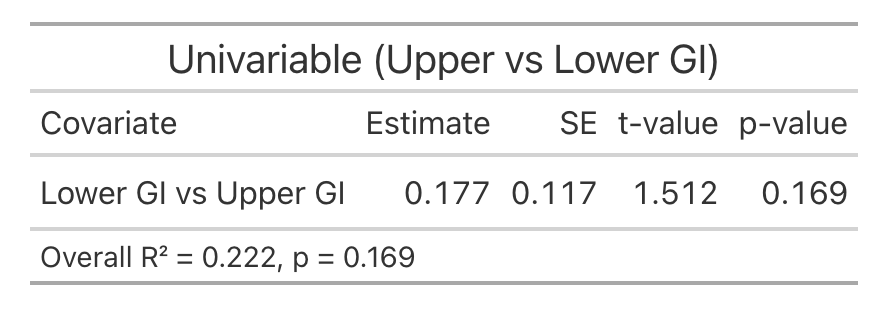 Univariable (Upper vs Lower GI)
Covariate Estimate SE t-value p-value
Lower GI vs Upper GI 0.177 0.117 1.512 0.169
Overall R² = 0.222, p = 0.169